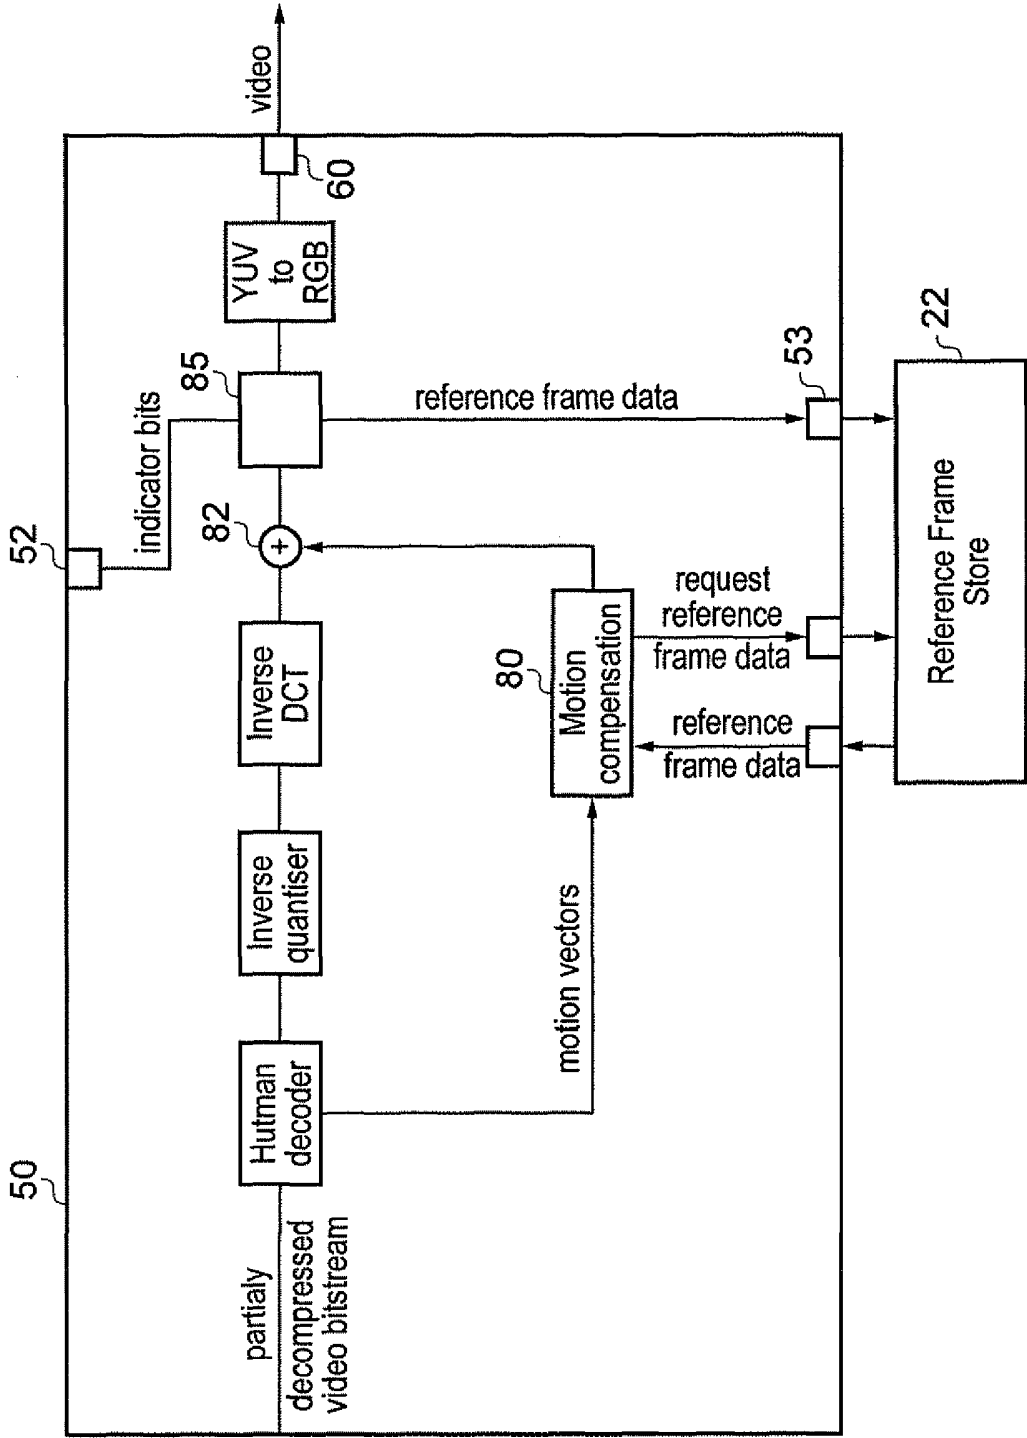 50
52
partialy
decompressed
video bitstream
Hutman
decoder
Inverse
quantiser
Inverse
DCT
82
indicator bits
85
YUV
to
RGB
60
video
motion vectors
80
Motion
compensation
reference
frame data
request
reference
frame data
reference frame data
53
22
Reference Frame
Store